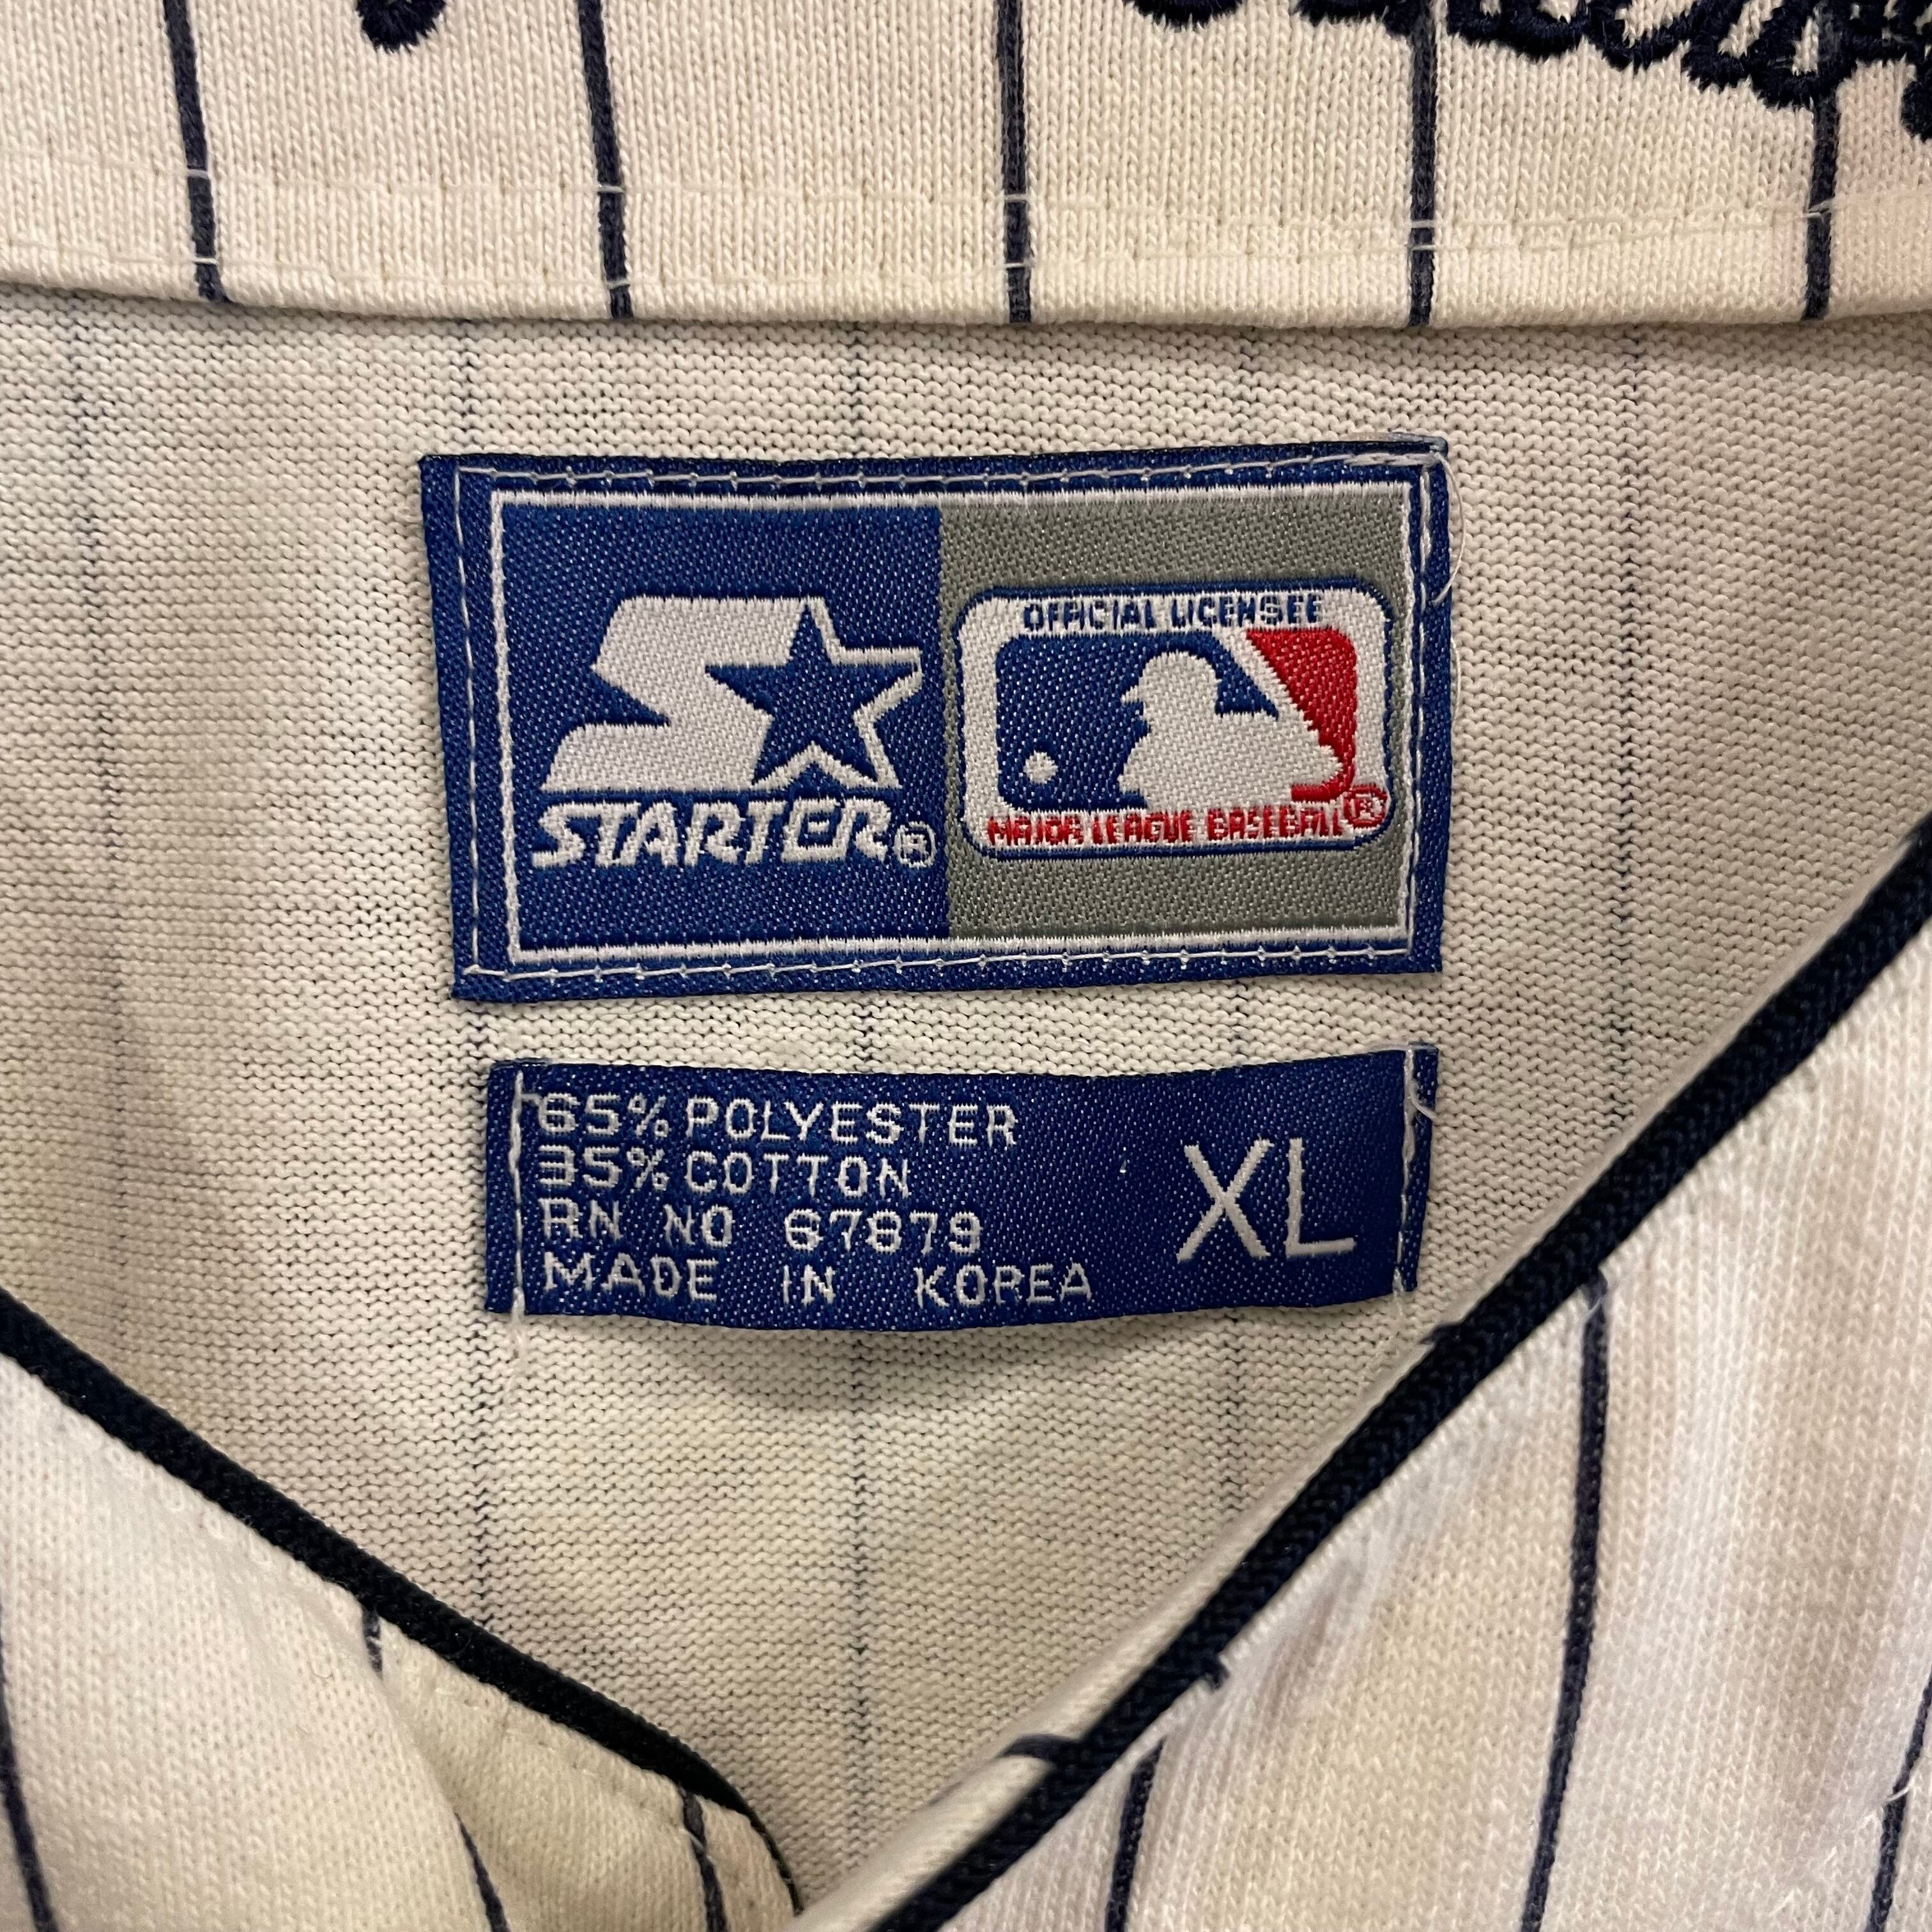 STARTER®
OFFICIAL LICENSEE
MAJOR LEAGUE BASEBALL®
65% POLYESTER
35% COTTON
RN NO 67879
MADE IN KOREA
XL